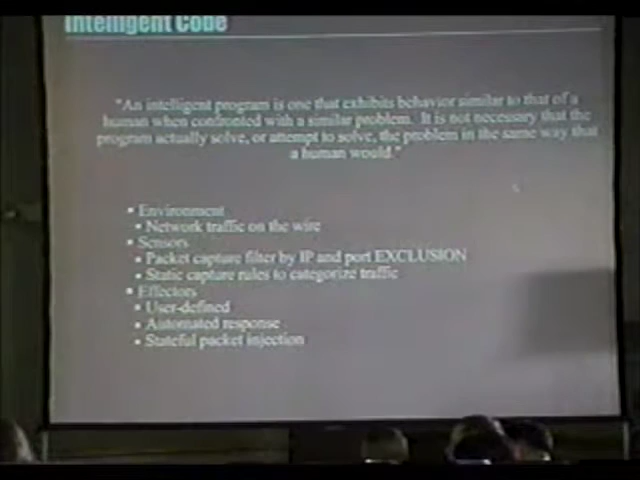 Intelligent Code
"An intelligent program is one that exhibits behavior similar to that of a
human when confronted with a similar problem. It is not necessary that the
program actually solve, or attempt to solve, the problem in the same way that
a human would."
▪ Environment
▪ Network traffic on the wire
▪ Sensors
▪ Packet capture filter by IP and port EXCLUSION
▪ Static capture rules to categorize traffic
▪ Effectors
▪ User-defined
▪ Automated response
▪ Stateful packet injection